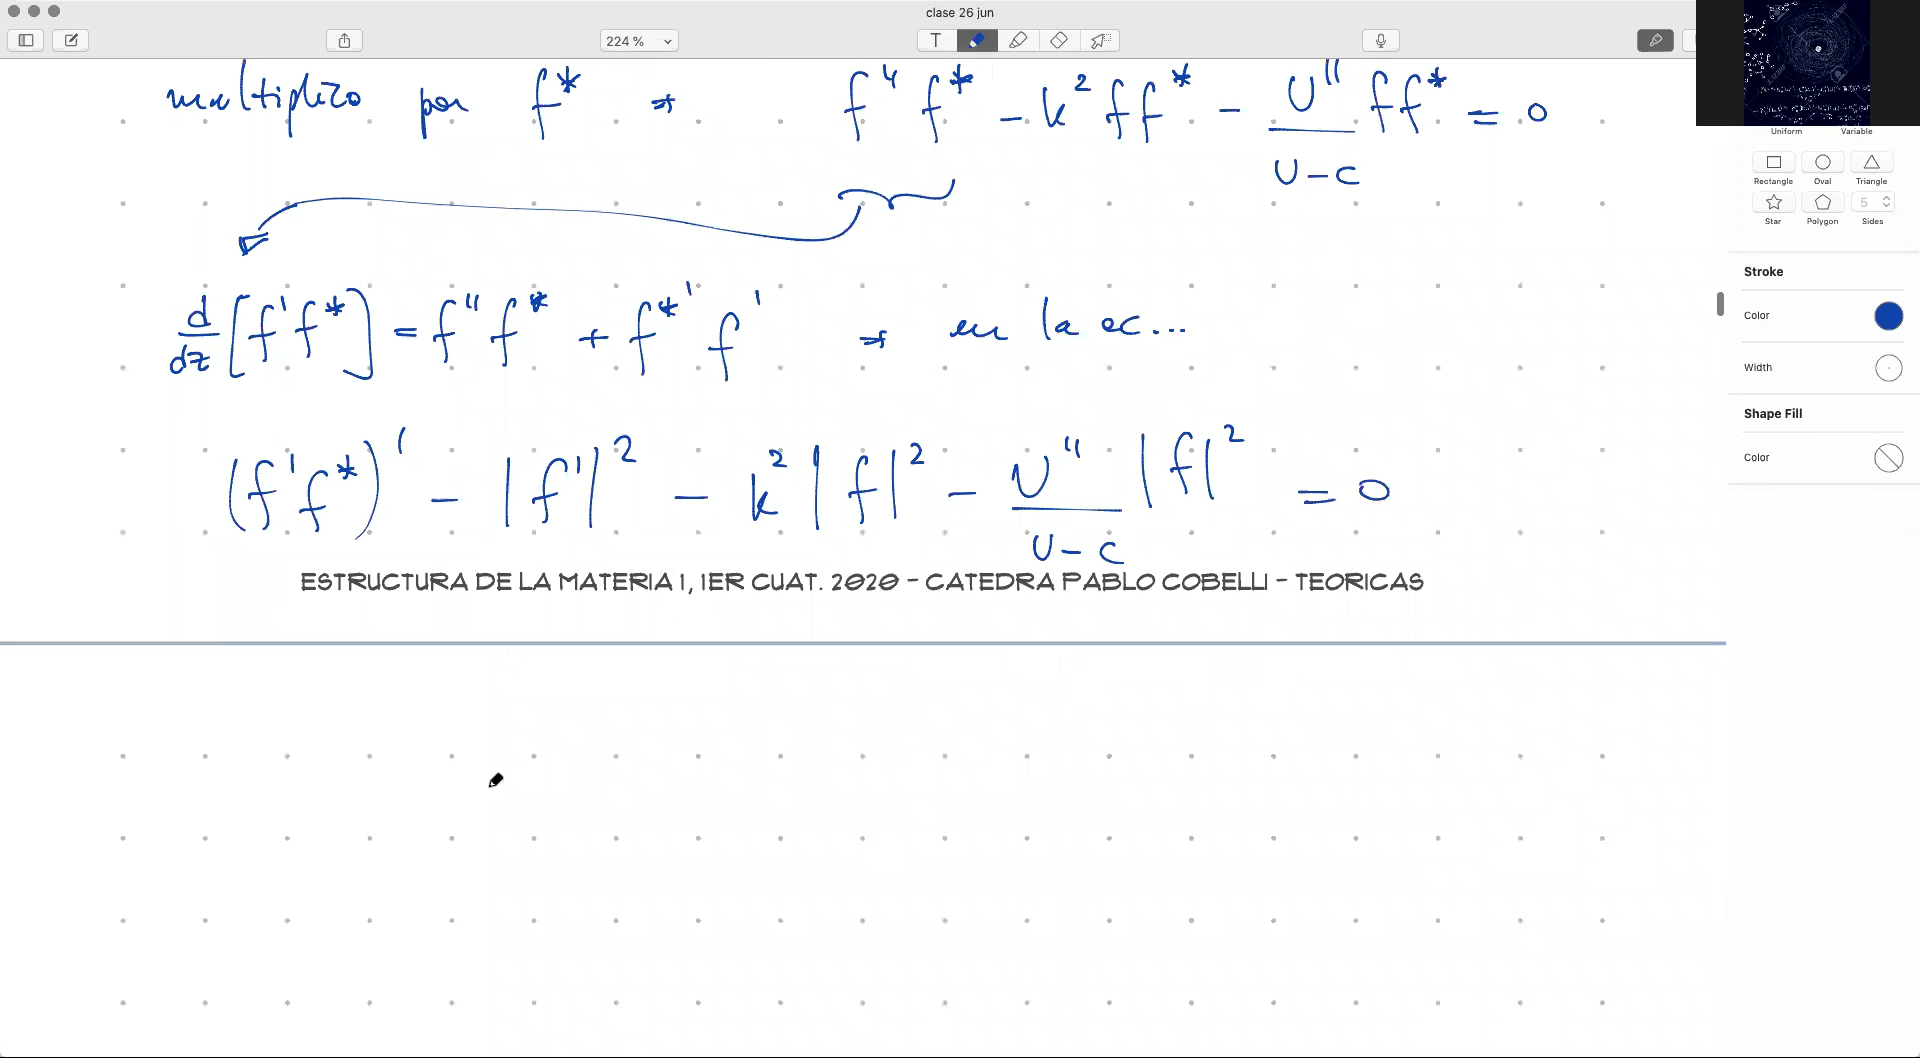 clase 26 jun
224 %
T
multiplico por f* → f'' f* - k² f f* - U''/(U-c) f f* = 0
Uniform Variable
Rectangle Oval Triangle
5
Star Polygon Sides
d/dz [f' f*] = f'' f* + f*' f' → en la ec...
Stroke
Color
Width
Shape Fill
Color
(f' f*)' - |f'|² - k² |f|² - U''/(U-c) |f|² = 0
ESTRUCTURA DE LA MATERIA 1, 1ER CUAT. 2020 - CATEDRA PABLO COBELLI - TEORICAS